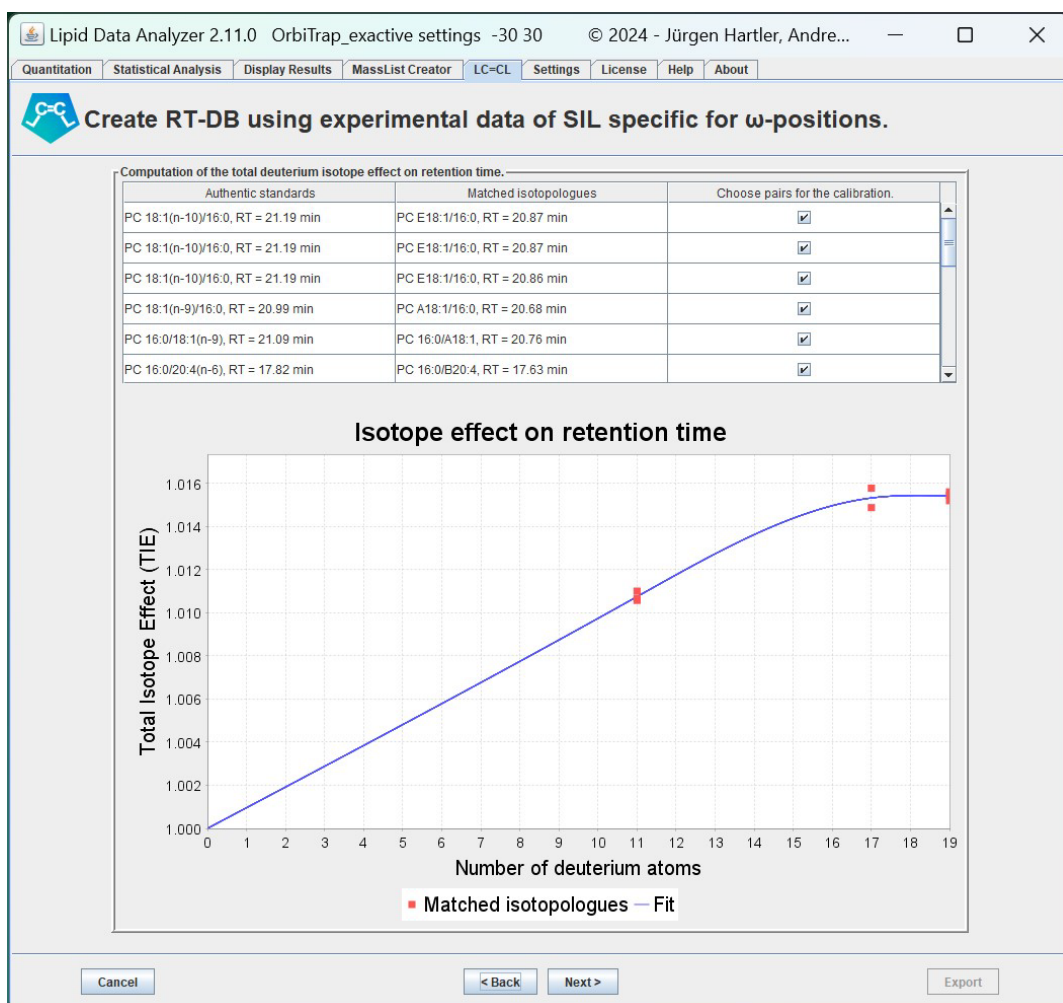 Lipid Data Analyzer 2.11.0 OrbiTrap_exactive settings -30 30 © 2024 - Jürgen Hartler, Andre...
Quantitation Statistical Analysis Display Results MassList Creator LC=CL Settings License Help About
C=C Create RT-DB using experimental data of SIL specific for ω-positions.
Computation of the total deuterium isotope effect on retention time.
Authentic standards Matched isotopologues Choose pairs for the calibration.
PC 18:1(n-10)/16:0, RT = 21.19 min PC E18:1/16:0, RT = 20.87 min
PC 18:1(n-10)/16:0, RT = 21.19 min PC E18:1/16:0, RT = 20.87 min
PC 18:1(n-10)/16:0, RT = 21.19 min PC E18:1/16:0, RT = 20.86 min
PC 18:1(n-9)/16:0, RT = 20.99 min PC A18:1/16:0, RT = 20.68 min
PC 16:0/18:1(n-9), RT = 21.09 min PC 16:0/A18:1, RT = 20.76 min
PC 16:0/20:4(n-6), RT = 17.82 min PC 16:0/B20:4, RT = 17.63 min
Isotope effect on retention time
Total Isotope Effect (TIE)
1.016
1.014
1.012
1.010
1.008
1.006
1.004
1.002
1.000
0 1 2 3 4 5 6 7 8 9 10 11 12 13 14 15 16 17 18 19
Number of deuterium atoms
Matched isotopologues Fit
Cancel < Back Next > Export